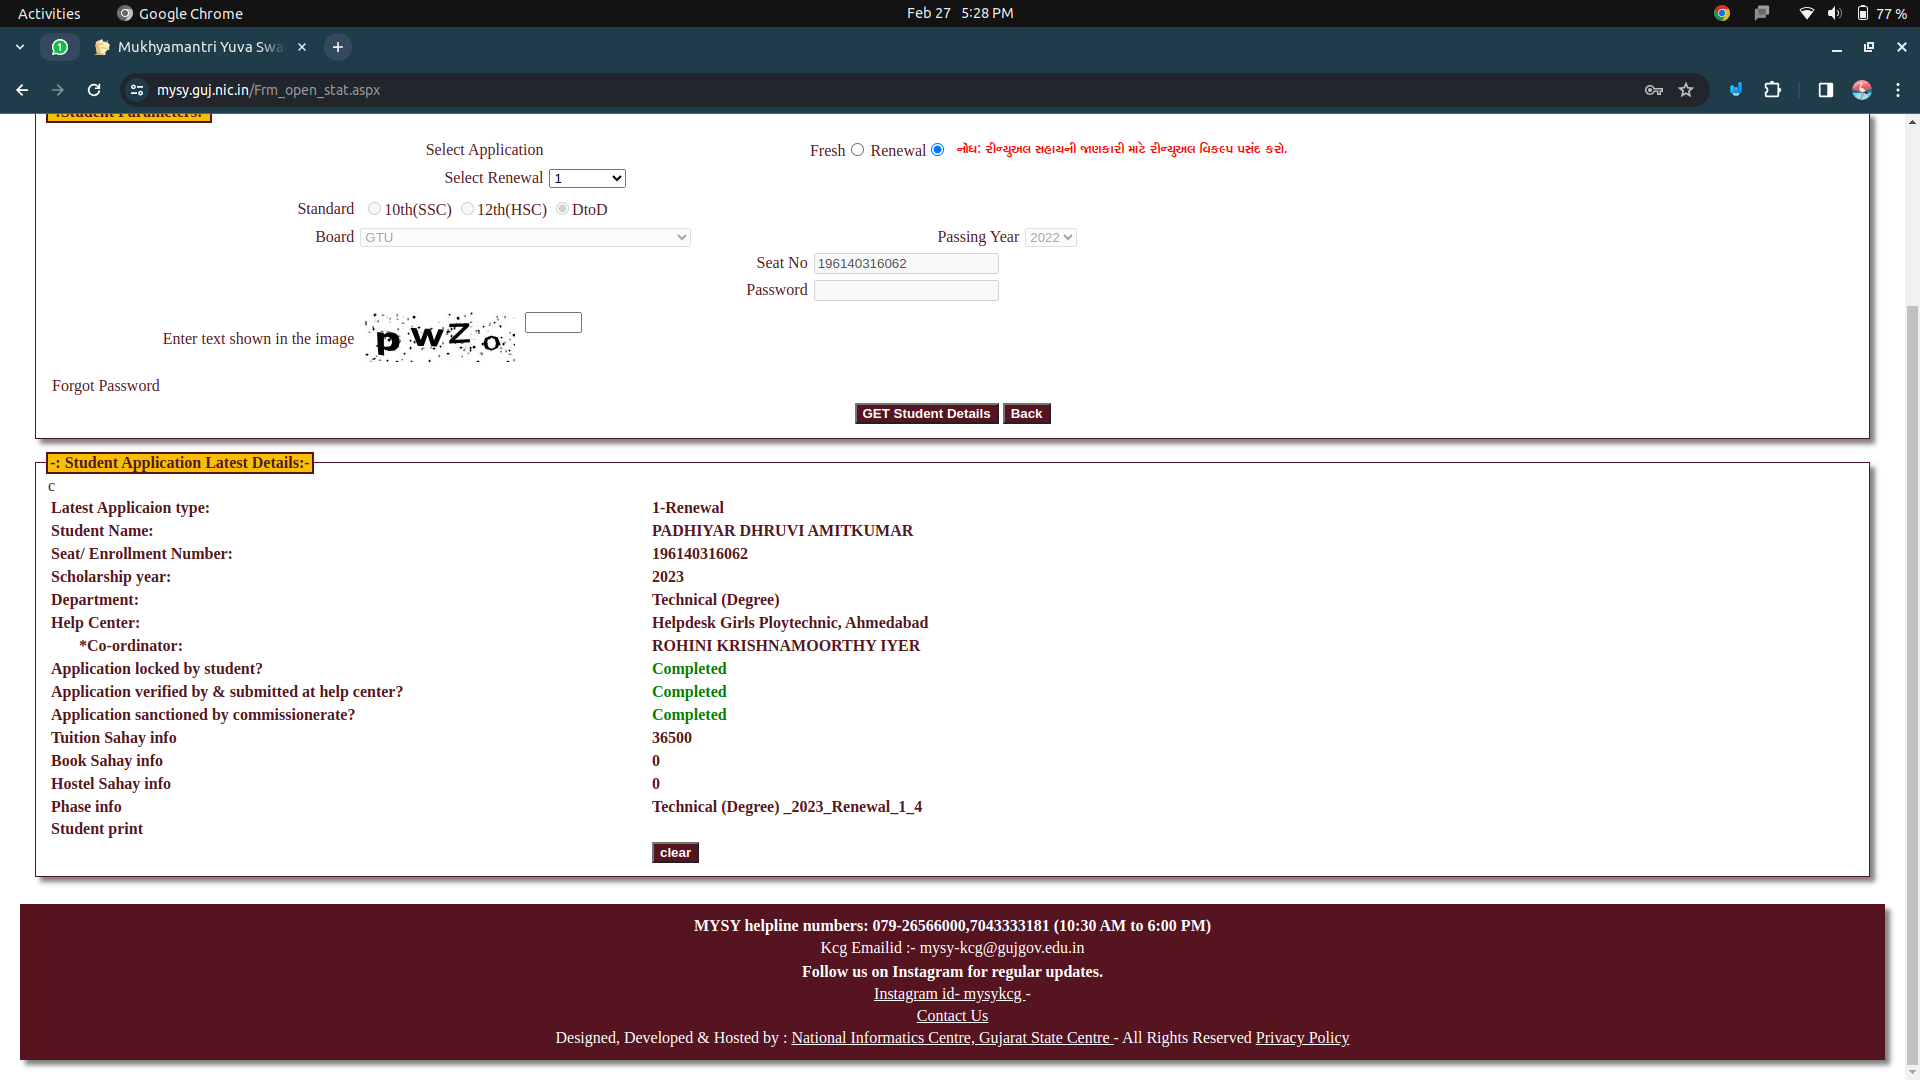 Activities Google Chrome Feb 27 5:28 PM 77 %
1 Mukhyamantri Yuva Swa
mysy.guj.nic.in/Frm_open_stat.aspx
-:Student Parameters:-
Select Application Fresh Renewal નોંધ: રીન્યુઅલ સહાયની જાણકારી માટે રીન્યુઅલ વિકલ્પ પસંદ કરો.
Select Renewal 1
Standard 10th(SSC) 12th(HSC) DtoD
Board GTU Passing Year 2022
Seat No 196140316062
Password
Enter text shown in the image pwzo
Forgot Password
GET Student Details Back
-: Student Application Latest Details:-
c
Latest Applicaion type: 1-Renewal
Student Name: PADHIYAR DHRUVI AMITKUMAR
Seat/ Enrollment Number: 196140316062
Scholarship year: 2023
Department: Technical (Degree)
Help Center: Helpdesk Girls Ploytechnic, Ahmedabad
*Co-ordinator: ROHINI KRISHNAMOORTHY IYER
Application locked by student? Completed
Application verified by & submitted at help center? Completed
Application sanctioned by commissionerate? Completed
Tuition Sahay info 36500
Book Sahay info 0
Hostel Sahay info 0
Phase info Technical (Degree) _2023_Renewal_1_4
Student print
clear
MYSY helpline numbers: 079-26566000,7043333181 (10:30 AM to 6:00 PM)
Kcg Emailid :- mysy-kcg@gujgov.edu.in
Follow us on Instagram for regular updates.
Instagram id- mysykcg -
Contact Us
Designed, Developed & Hosted by : National Informatics Centre, Gujarat State Centre - All Rights Reserved Privacy Policy